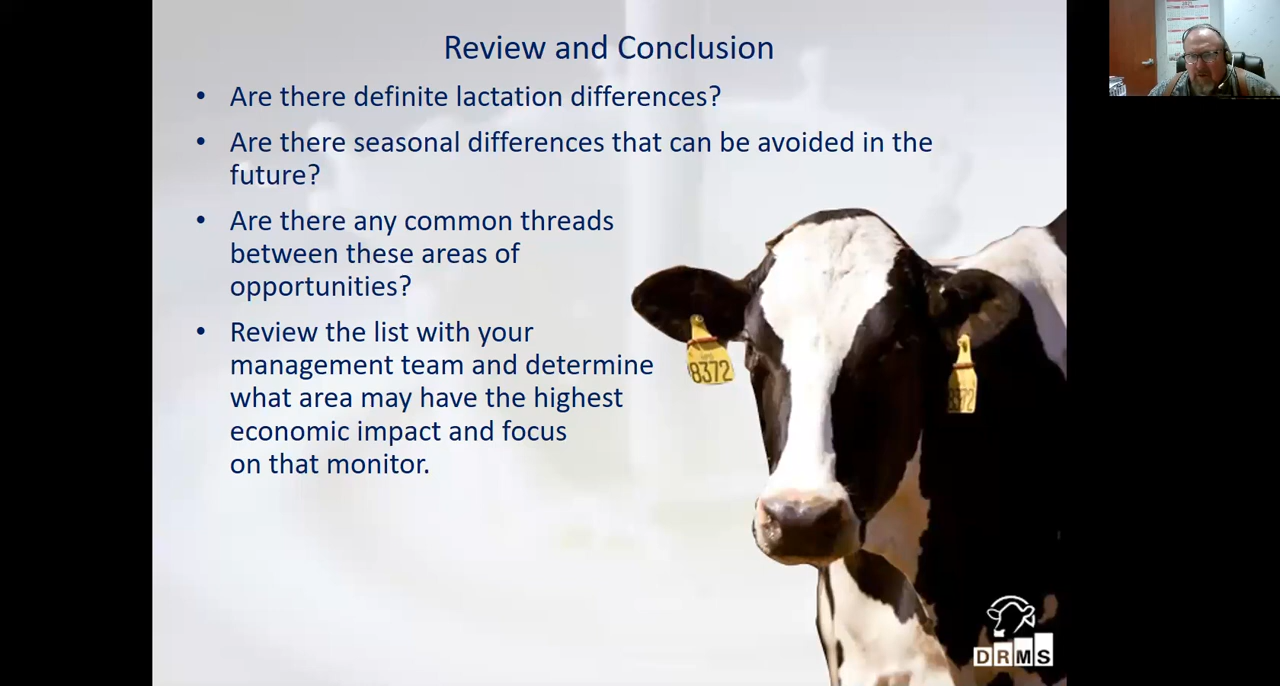 Review and Conclusion
• Are there definite lactation differences?
• Are there seasonal differences that can be avoided in the
future?
• Are there any common threads
between these areas of
opportunities?
• Review the list with your
management team and determine
what area may have the highest
economic impact and focus
on that monitor.
8372
DRMS